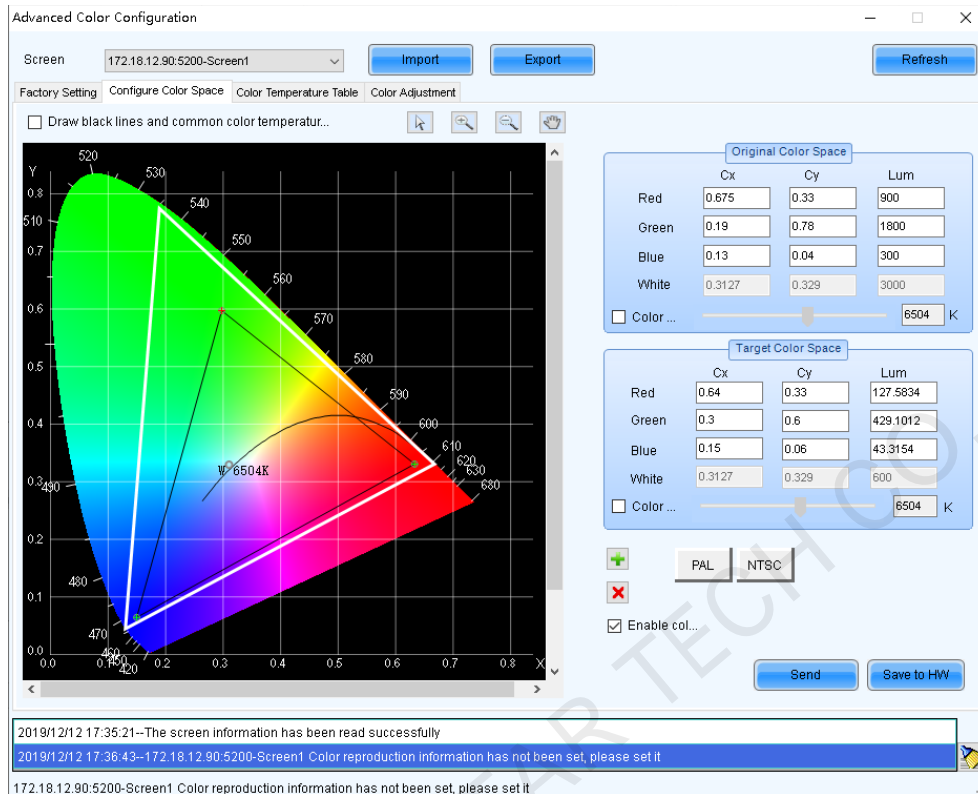 Advanced Color Configuration
Screen 172.18.12.90:5200-Screen1 Import Export Refresh
Factory Setting Configure Color Space Color Temperature Table Color Adjustment
Draw black lines and common color temperatur...
Y
0.8
0.7
0.6
0.5
0.4
0.3
0.2
0.1
0.0
0.0 0.1 0.2 0.3 0.4 0.5 0.6 0.7 0.8 X
520
530
540
550
560
570
580
590
600
610
620
630
680
510
490
480
470
460
450
420
W 6504K
Original Color Space
Cx Cy Lum
Red 0.675 0.33 900
Green 0.19 0.78 1800
Blue 0.13 0.04 300
White 0.3127 0.329 3000
Color ... 6504 K
Target Color Space
Cx Cy Lum
Red 0.64 0.33 127.5834
Green 0.3 0.6 429.1012
Blue 0.15 0.06 43.3154
White 0.3127 0.329 600
Color ... 6504 K
PAL NTSC
Enable col...
Send Save to HW
2019/12/12 17:35:21--The screen information has been read successfully
2019/12/12 17:36:43--172.18.12.90:5200-Screen1 Color reproduction information has not been set, please set it
172.18.12.90:5200-Screen1 Color reproduction information has not been set, please set it
TAR TECH CO.